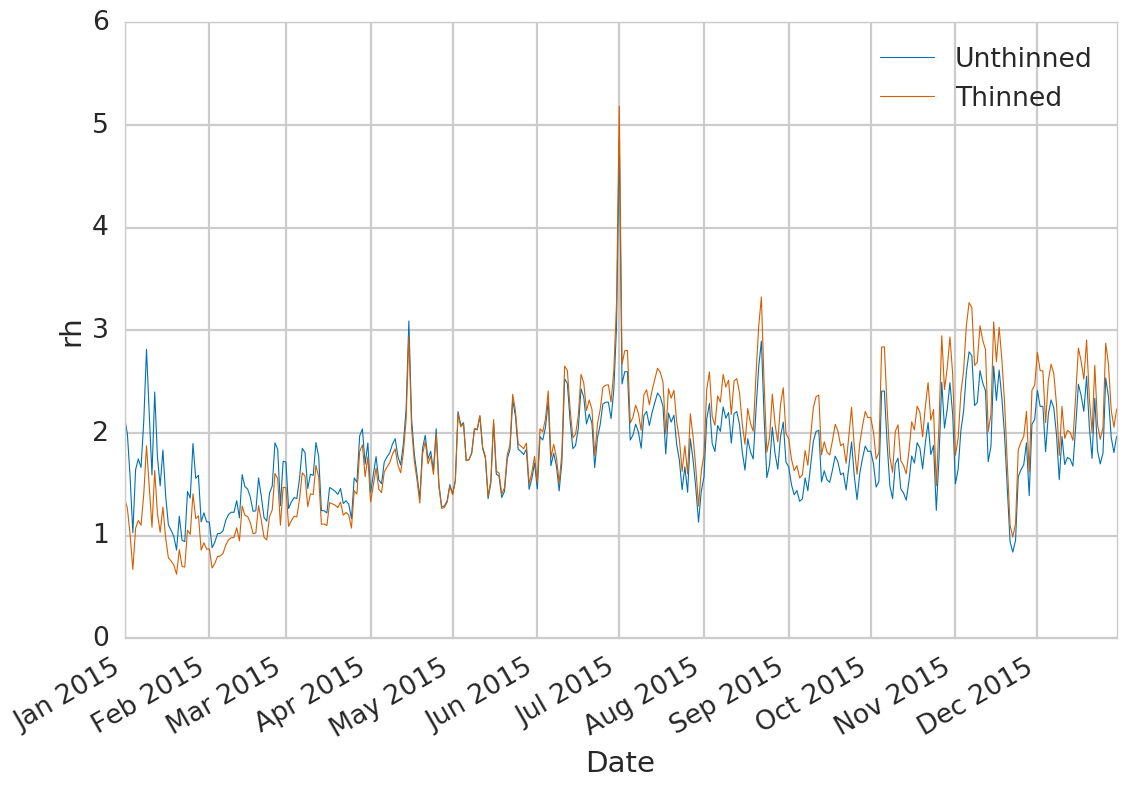 6
Unthinned
Thinned
5
4
3
rh
2
1
0
Jan 2015
Feb 2015
Mar 2015
Apr 2015
May 2015
Jun 2015
Jul 2015
Aug 2015
Sep 2015
Oct 2015
Nov 2015
Dec 2015
Date